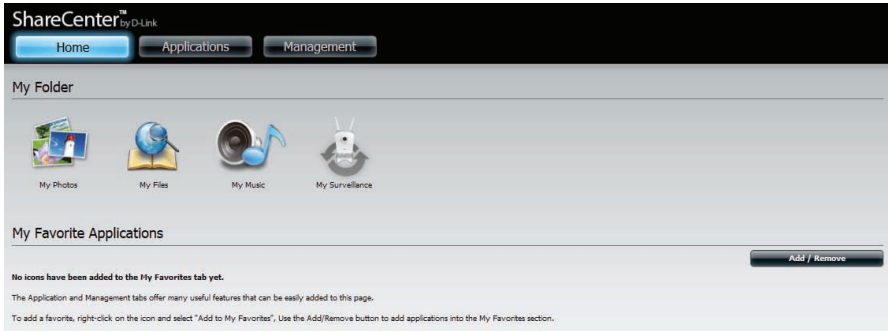 ShareCenter™ by D-Link
Home Applications Management
My Folder
My Photos My Files My Music My Surveillance
My Favorite Applications
Add / Remove
No icons have been added to the My Favorites tab yet.
The Application and Management tabs offer many useful features that can be easily added to this page.
To add a favorite, right-click on the icon and select "Add to My Favorites", Use the Add/Remove button to add applications into the My Favorites section.